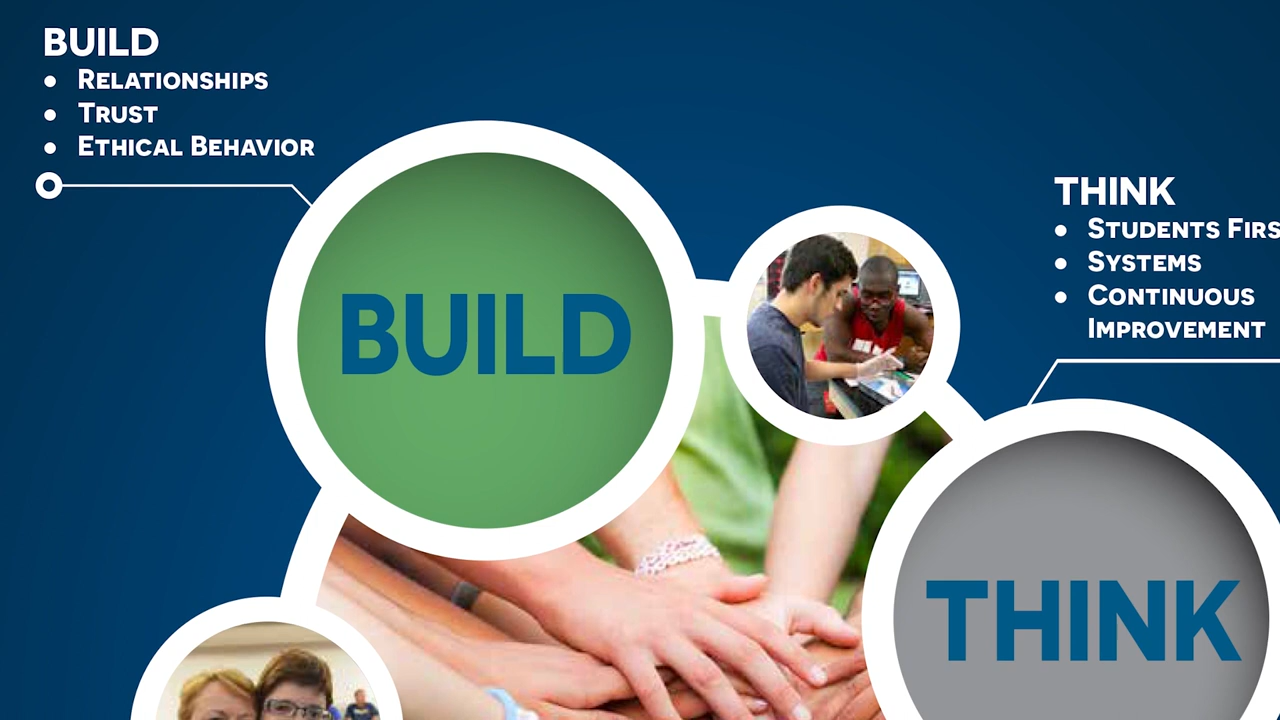 BUILD
• Relationships
• Trust
• Ethical Behavior
THINK
• Students Firs
• Systems
• Continuous
Improvement
BUILD
THINK